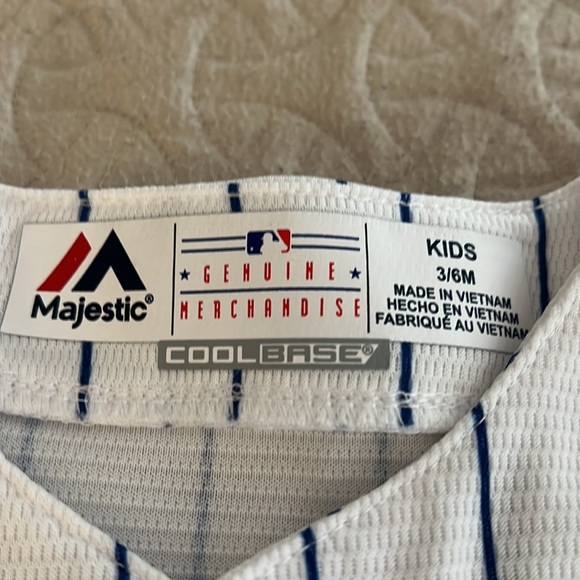 Majestic®
GENUINE
MERCHANDISE
KIDS
3/6M
MADE IN VIETNAM
HECHO EN VIETNAM
FABRIQUÉ AU VIETNAM
COOLBASE®